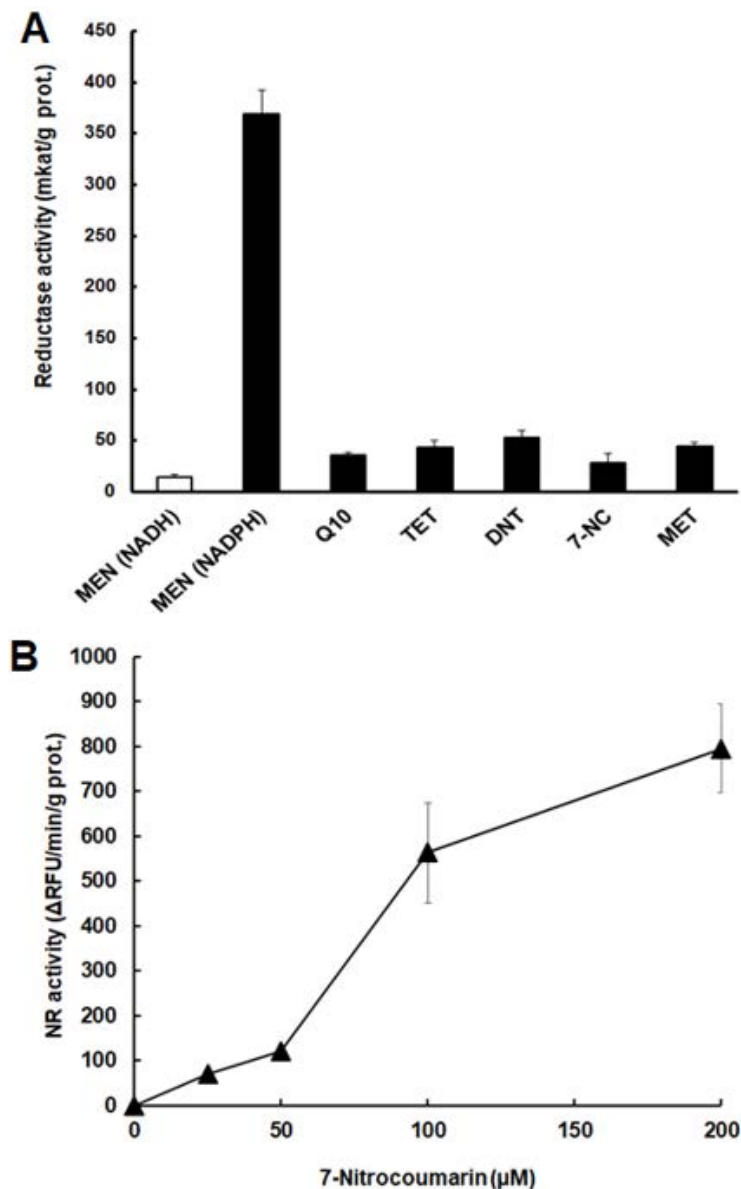 A
Reductase activity (mkat/g prot.)
450
400
350
300
250
200
150
100
50
0
MEN (NADH)
MEN (NADPH)
Q10
TET
DNT
7-NC
MET
B
NR activity (ΔRFU/min/g prot.)
1000
900
800
700
600
500
400
300
200
100
0
0
50
100
150
200
7-Nitrocoumarin (μM)